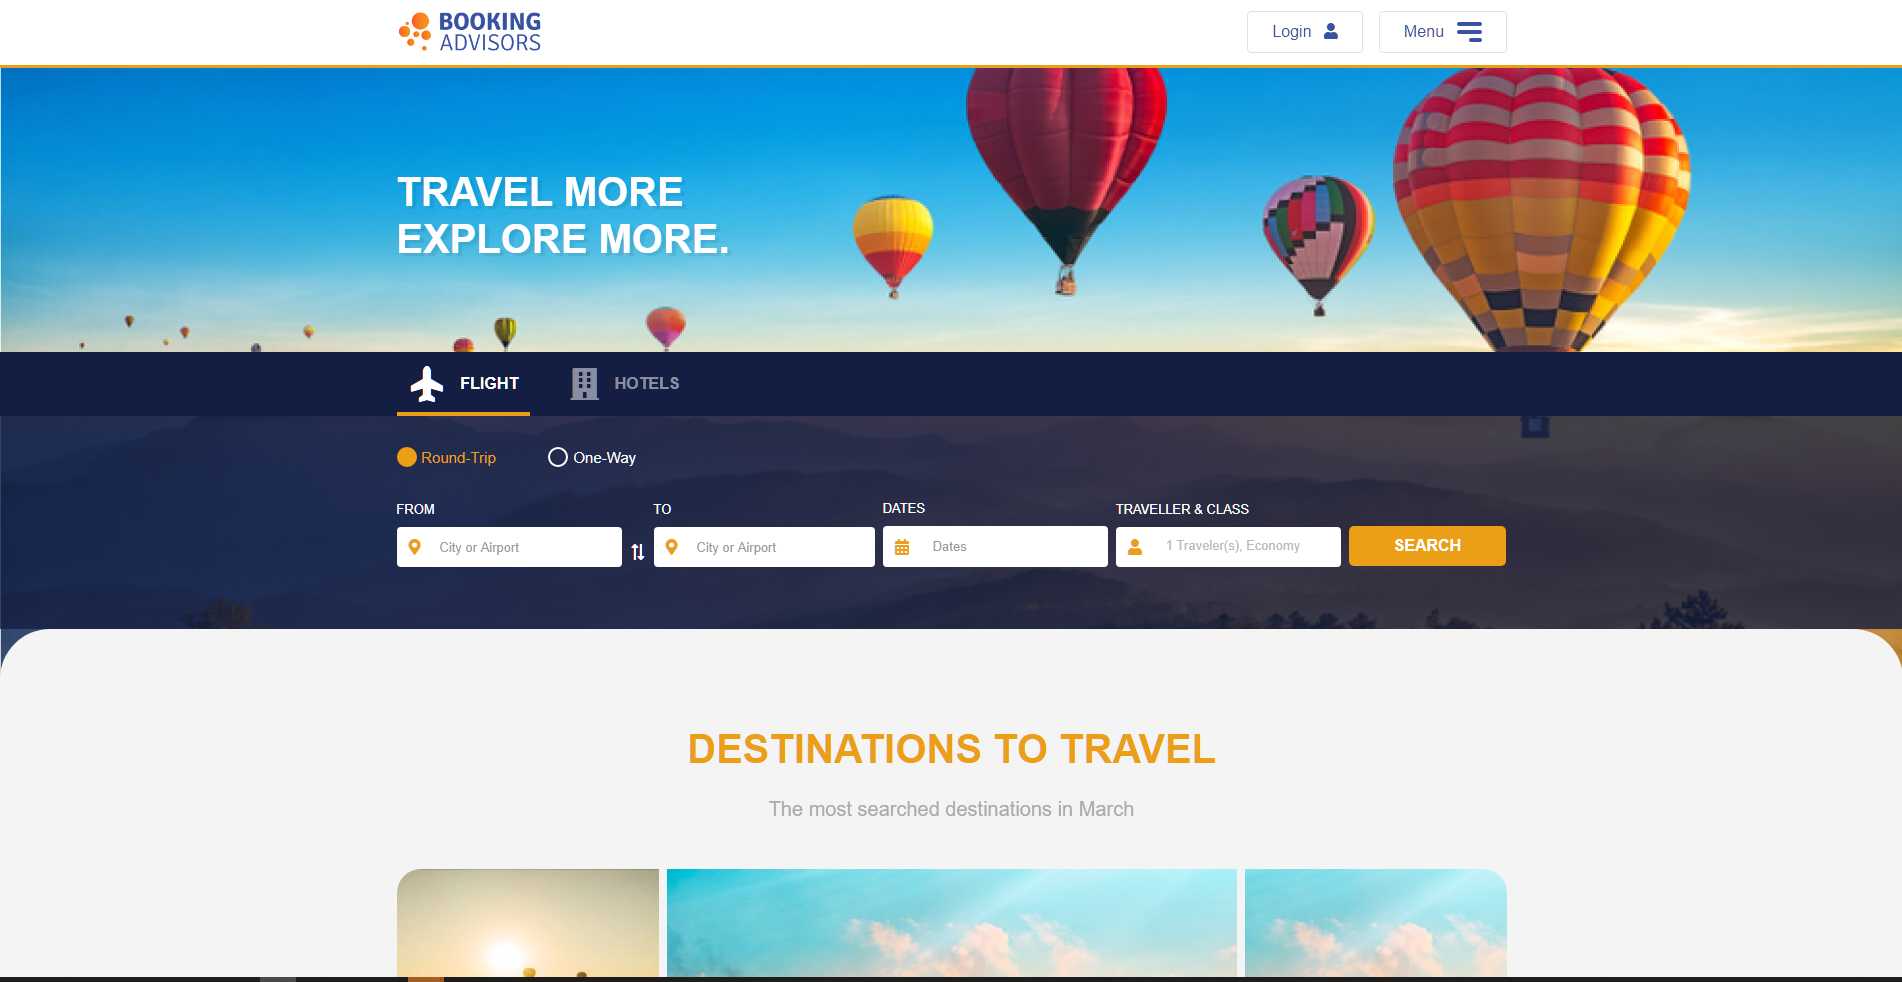 BOOKING
ADVISORS
Login
Menu
TRAVEL MORE
EXPLORE MORE.
FLIGHT
HOTELS
Round-Trip
One-Way
FROM
TO
DATES
TRAVELLER & CLASS
City or Airport
City or Airport
Dates
1 Traveler(s), Economy
SEARCH
DESTINATIONS TO TRAVEL
The most searched destinations in March